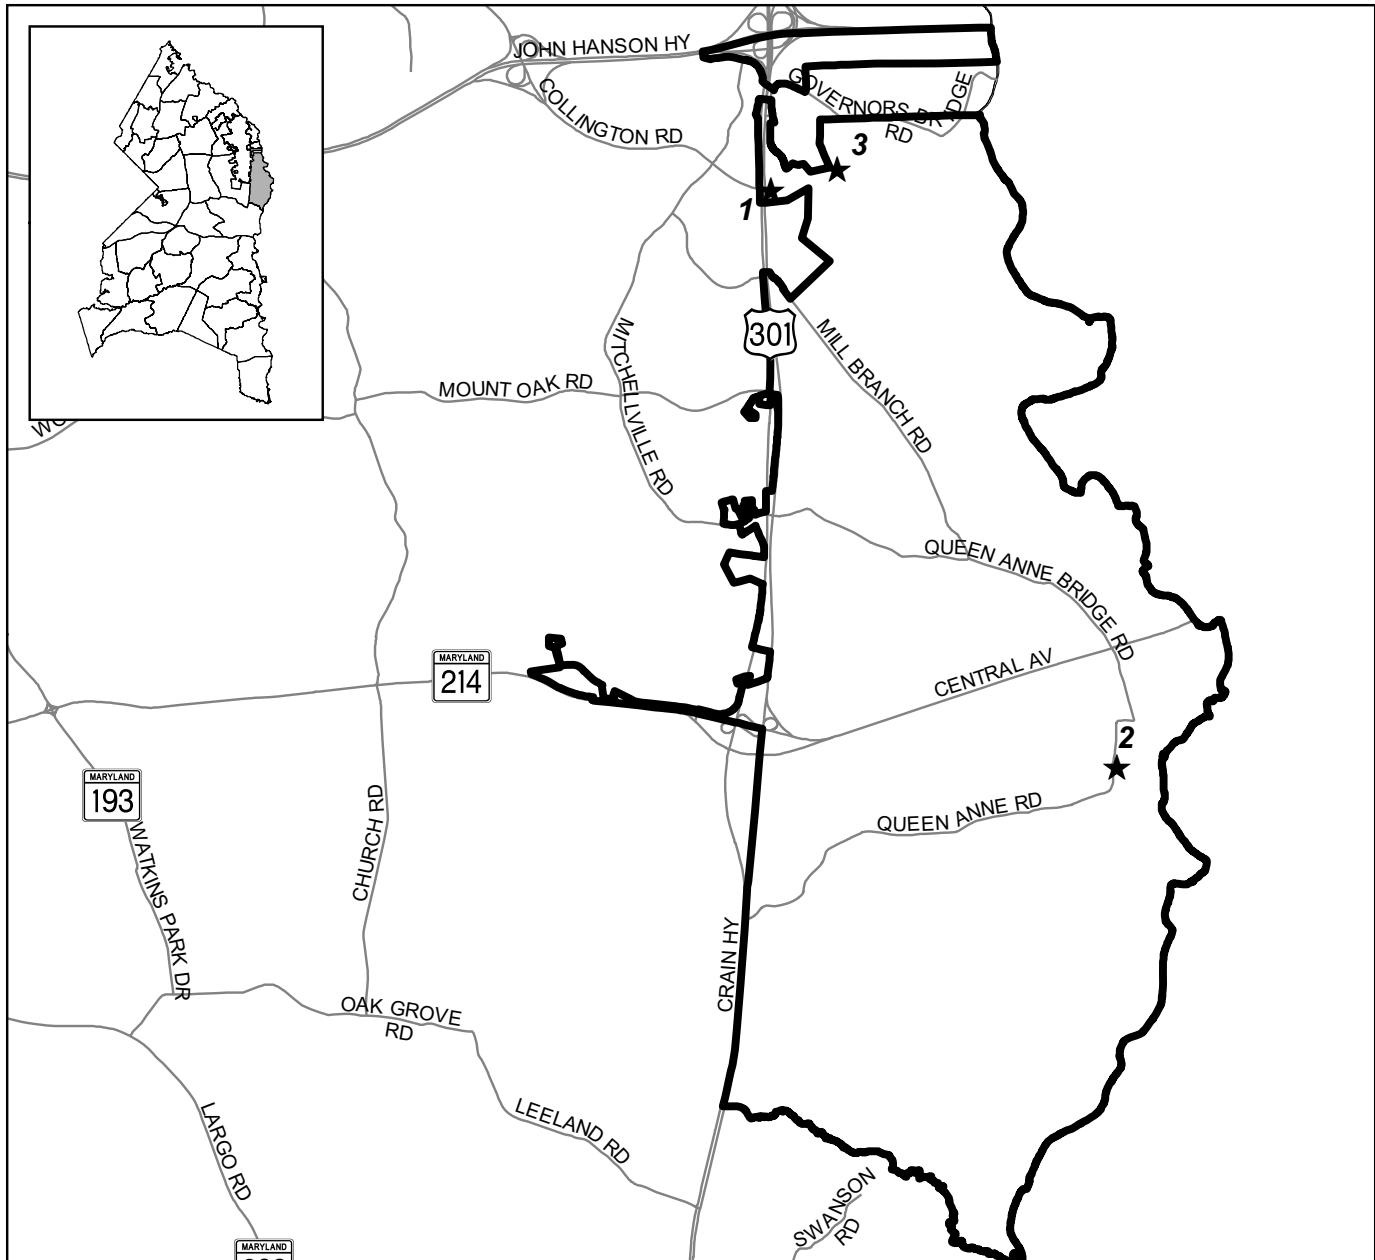 JOHN HANSON HY
COLLINGTON RD
GOVERNORS BRIDGE
RD
3
1
301
MITCHELLVILLE RD
MILL BRANCH RD
MOUNT OAK RD
QUEEN ANNE BRIDGE RD
MARYLAND
214
CENTRAL AV
2
MARYLAND
193
QUEEN ANNE RD
CHURCH RD
WATKINS PARK DR
CRAIN HY
OAK GROVE
RD
LEELAND RD
LARGO RD
SWANSON
RD
MARYLAND